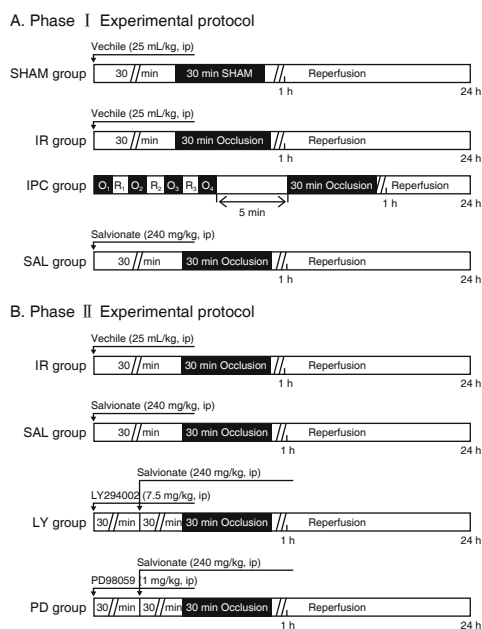 A. Phase Ⅰ Experimental protocol
Vechile (25 mL/kg, ip)
SHAM group 30 min 30 min SHAM Reperfusion
1 h 24 h
Vechile (25 mL/kg, ip)
IR group 30 min 30 min Occlusion Reperfusion
1 h 24 h
IPC group O1 R1 O2 R2 O3 R3 O4 30 min Occlusion Reperfusion
5 min 1 h 24 h
Salvionate (240 mg/kg, ip)
SAL group 30 min 30 min Occlusion Reperfusion
1 h 24 h
B. Phase Ⅱ Experimental protocol
Vechile (25 mL/kg, ip)
IR group 30 min 30 min Occlusion Reperfusion
1 h 24 h
Salvionate (240 mg/kg, ip)
SAL group 30 min 30 min Occlusion Reperfusion
1 h 24 h
Salvionate (240 mg/kg, ip)
LY294002 (7.5 mg/kg, ip)
LY group 30 min 30 min 30 min Occlusion Reperfusion
1 h 24 h
Salvionate (240 mg/kg, ip)
PD98059 (1 mg/kg, ip)
PD group 30 min 30 min 30 min Occlusion Reperfusion
1 h 24 h